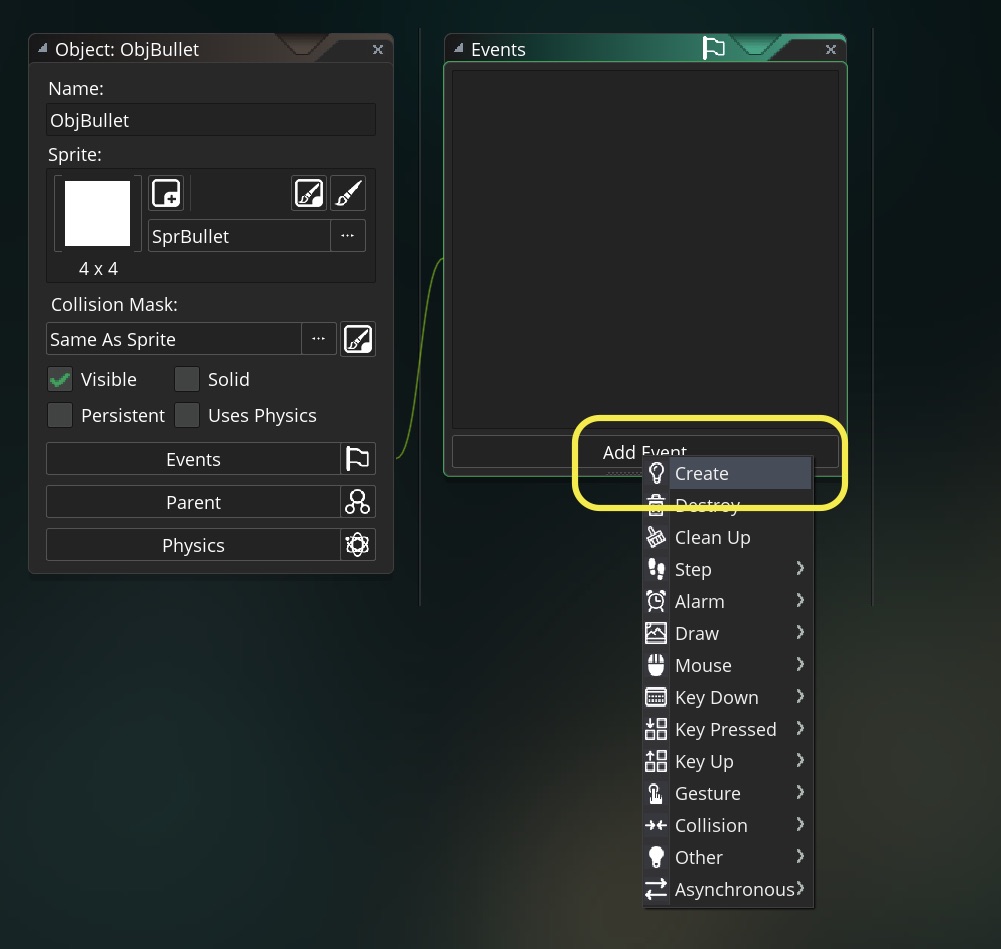 Object: ObjBullet
Name:
ObjBullet
Sprite:
SprBullet
...
4 x 4
Collision Mask:
Same As Sprite
...
Visible
Solid
Persistent
Uses Physics
Events
Parent
Physics
Events
Add Event
Create
Destroy
Clean Up
Step
Alarm
Draw
Mouse
Key Down
Key Pressed
Key Up
Gesture
Collision
Other
Asynchronous